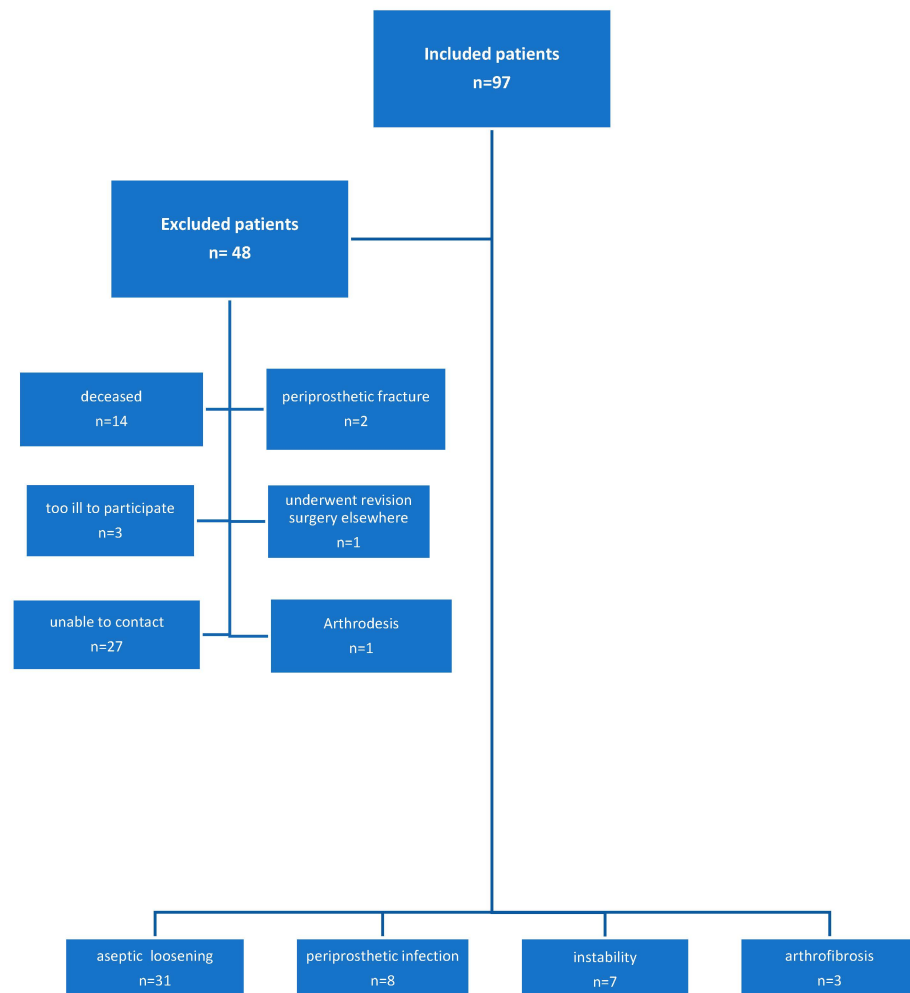 Included patients
n=97
Excluded patients
n= 48
deceased
n=14
periprosthetic fracture
n=2
too ill to participate
n=3
underwent revision
surgery elsewhere
n=1
unable to contact
n=27
Arthrodesis
n=1
aseptic  loosening
n=31
periprosthetic infection
n=8
instability
n=7
arthrofibrosis
n=3